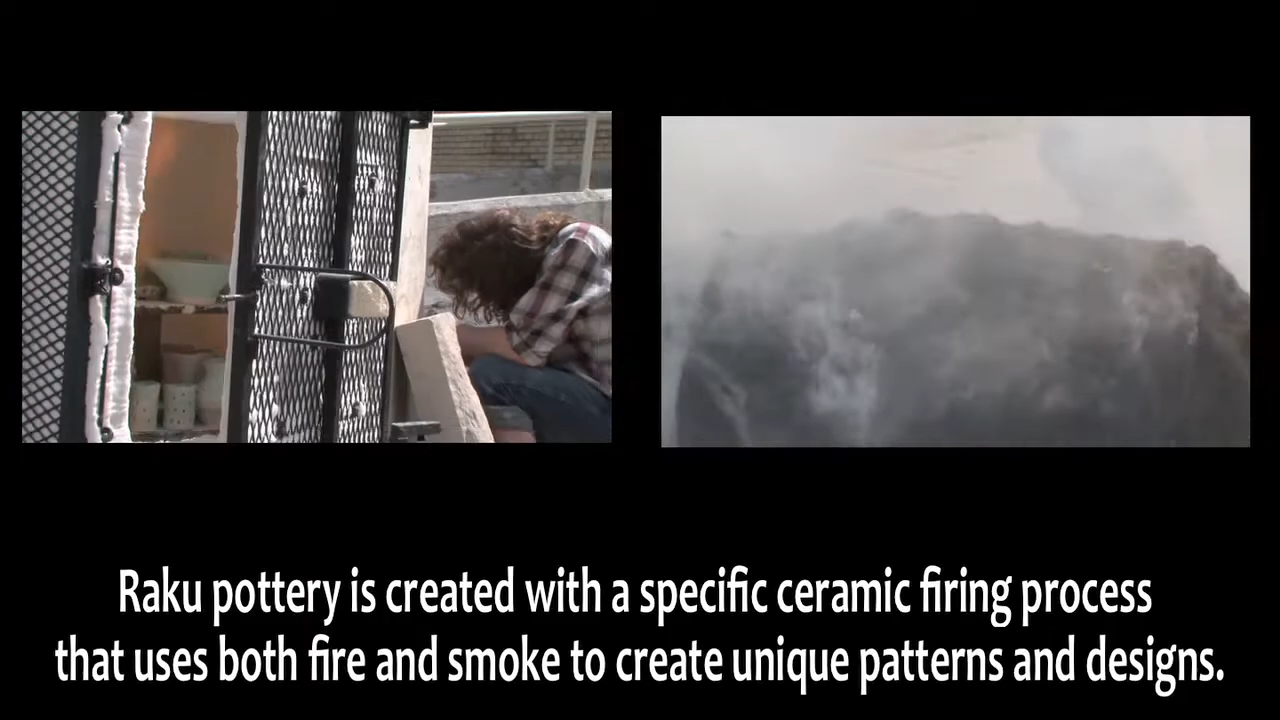 Raku pottery is created with a specific ceramic firing process
that uses both fire and smoke to create unique patterns and designs.